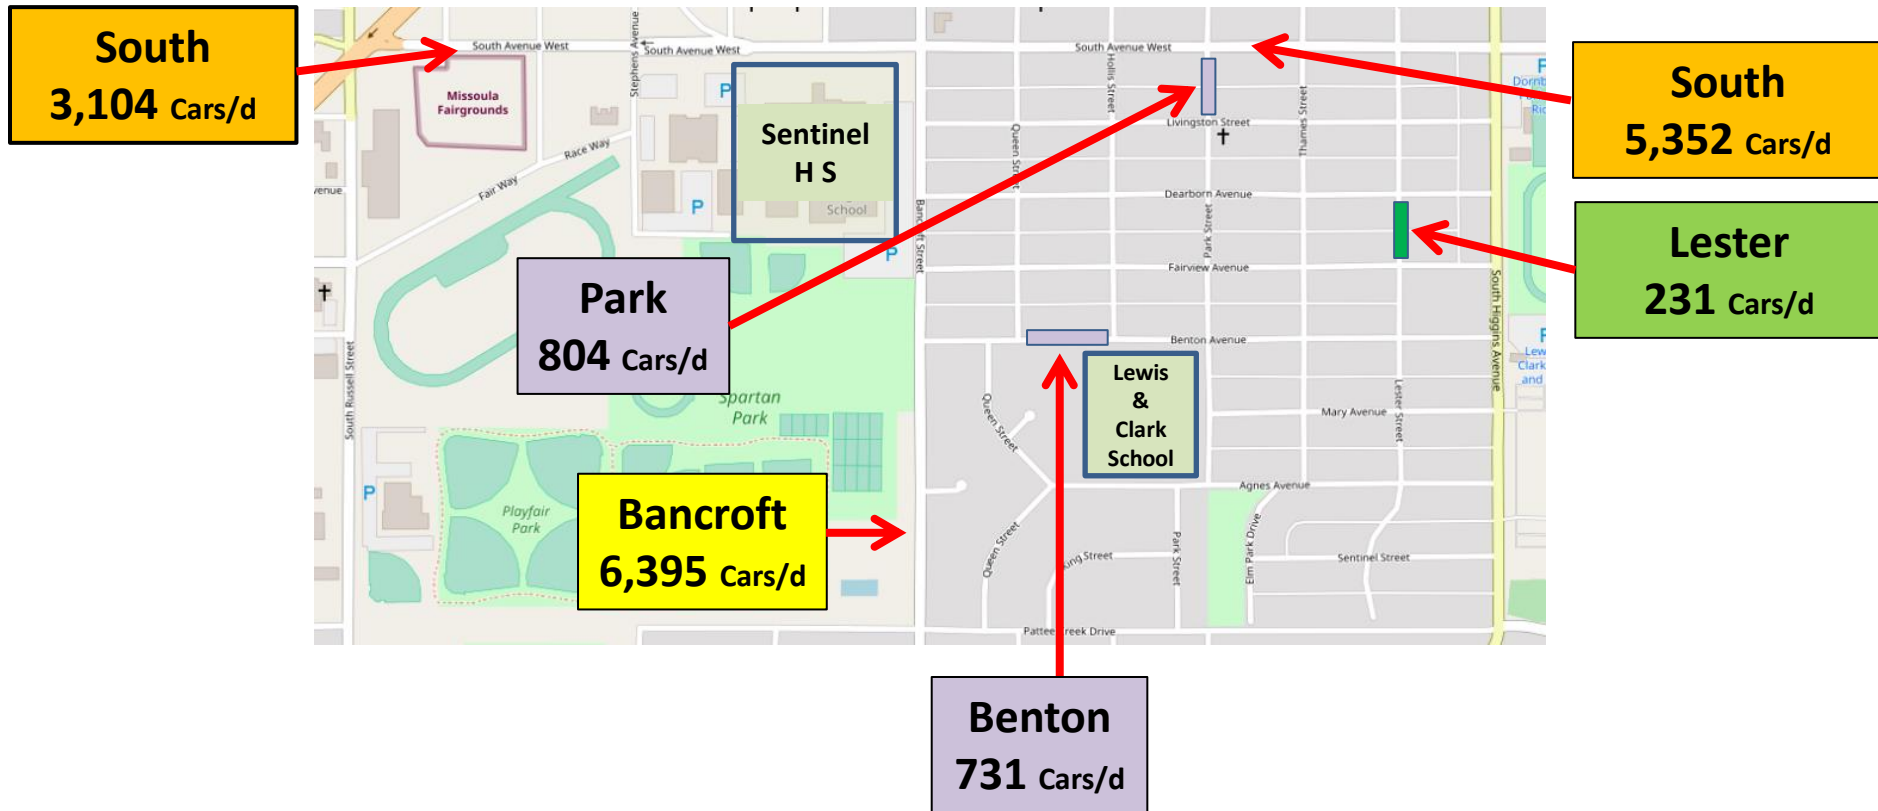 South
3,104 Cars/d
South Avenue West
South Avenue West
South Avenue West
Stephens Avenue
Missoula
Fairgrounds
P
Sentinel
H S
School
Hollis Street
Livingston Street
Thames Street
Queen Street
South
5,352 Cars/d
Race Way
Fair Way
P
Dearborn Avenue
Bancroft Street
Park Street
Lester
231 Cars/d
P
Fairview Avenue
South Higgins Avenue
Park
804 Cars/d
Benton Avenue
South Russell Street
Lewis
&
Clark
School
Lester Street
Spartan
Park
Queen Street
Mary Avenue
P
Agnes Avenue
Playfair
Park
Bancroft
6,395 Cars/d
Queen Street
Park Street
Elm Park Drive
Sentinel Street
Benton
731 Cars/d